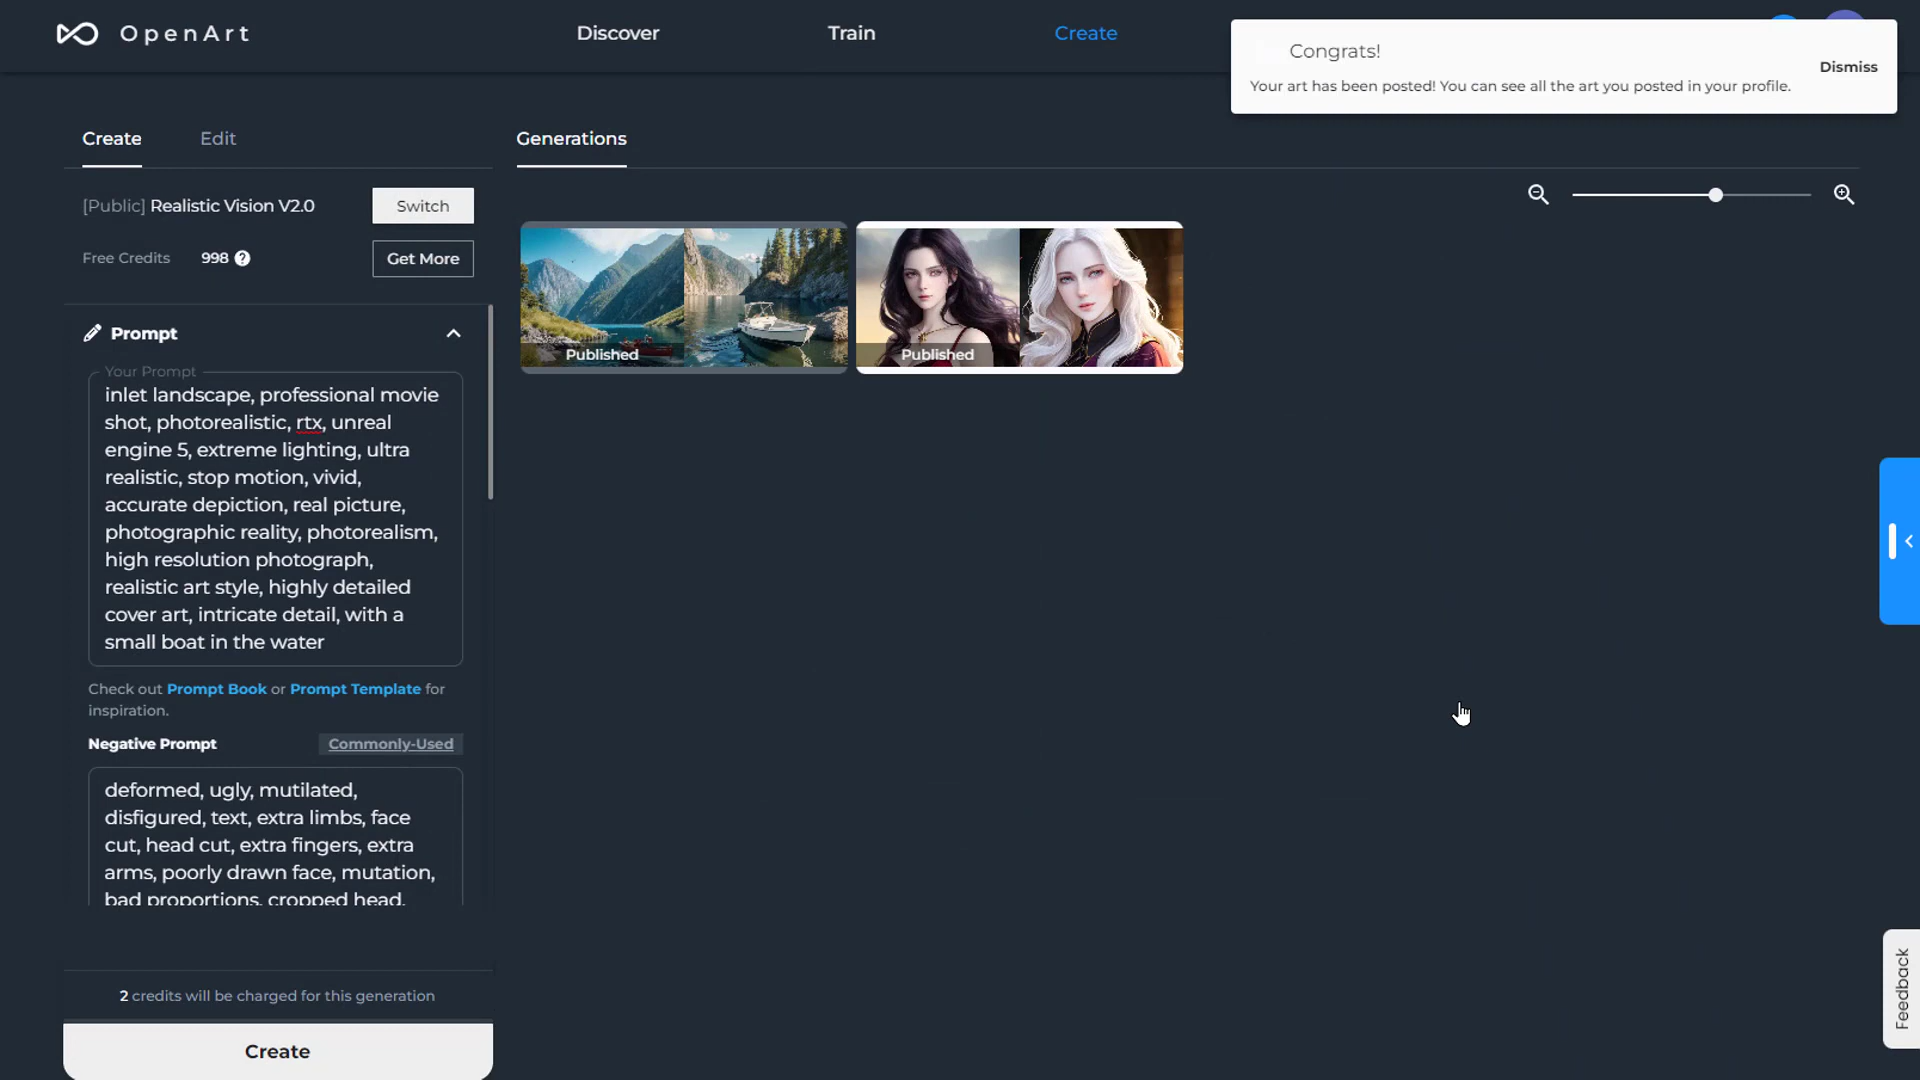 OpenArt
Discover
Train
Create
Congrats!
Your art has been posted! You can see all the art you posted in your profile.
Dismiss
Create
Edit
Generations
[Public] Realistic Vision V2.0
Switch
Free Credits
998
?
Get More
Prompt
Your Prompt
inlet landscape, professional movie
shot, photorealistic, rtx, unreal
engine 5, extreme lighting, ultra
realistic, stop motion, vivid,
accurate depiction, real picture,
photographic reality, photorealism,
high resolution photograph,
realistic art style, highly detailed
cover art, intricate detail, with a
small boat in the water
Check out Prompt Book or Prompt Template for
inspiration.
Negative Prompt
Commonly-Used
deformed, ugly, mutilated,
disfigured, text, extra limbs, face
cut, head cut, extra fingers, extra
arms, poorly drawn face, mutation,
bad proportions, cropped head,
2 credits will be charged for this generation
Create
Published
Published
Feedback